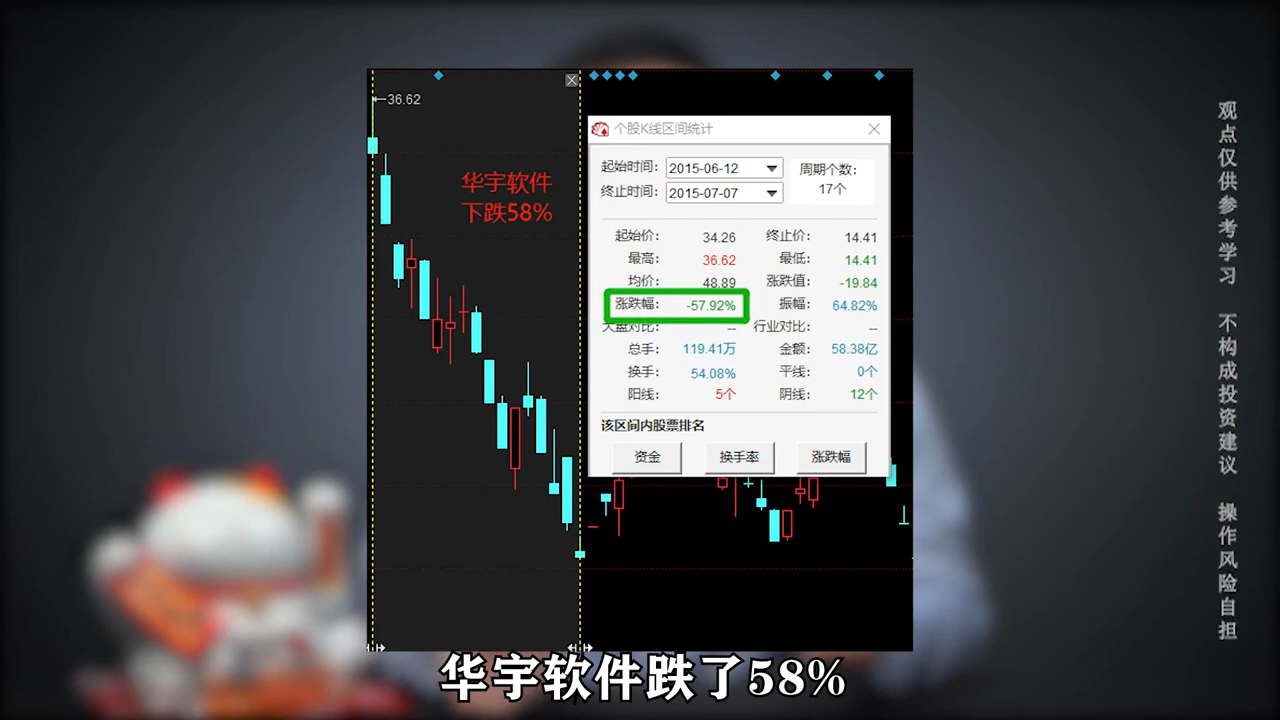 36.62
华宇软件
下跌58%
个股K线区间统计
起始时间: 2015-06-12
终止时间: 2015-07-07
周期个数:
17个
起始价: 34.26 终止价: 14.41
最高: 36.62 最低: 14.41
均价: 48.89 涨跌值: -19.84
涨跌幅: -57.92% 振幅: 64.82%
大盘对比: -- 行业对比: --
总手: 119.41万 金额: 58.38亿
换手: 54.08% 平线: 0个
阳线: 5个 阴线: 12个
该区间内股票排名
资金 换手率 涨跌幅
观点仅供参考学习 不构成投资建议 操作风险自担
华宇软件跌了58%